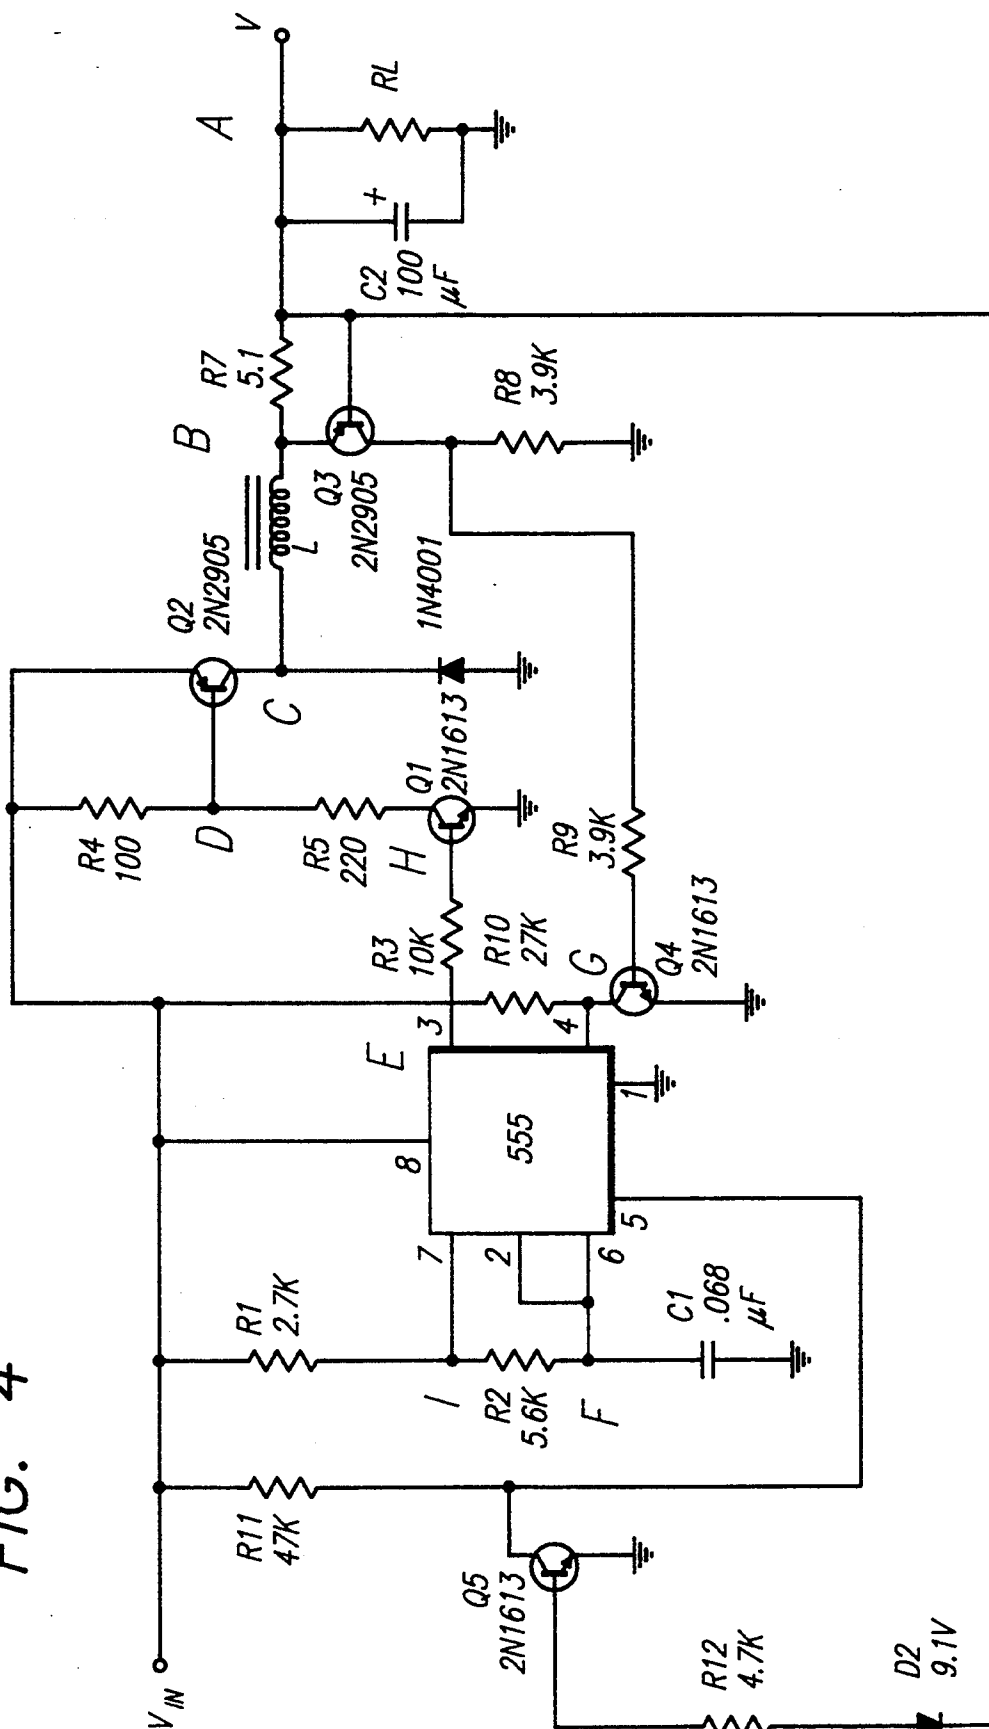 FIG. 4
V IN
R11
47K
R1
2.7K
I
R2
5.6K
F
C1
.068
μF
Q5
2N1613
R12
4.7K
D2
9.1V
7
2
6
5
8
555
1
E
3
4
R3
10K
R10
27K
G
Q4
2N1613
R9
3.9K
R4
100
D
R5
220
H
Q1
2N1613
Q2
2N2905
C
1N4001
L
B
Q3
2N2905
R7
5.1
R8
3.9K
C2
100
μF
+
A
RL
V